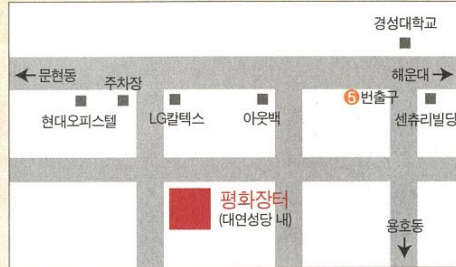 경성대학교
←문현동
해운대→
주차장
현대오피스텔
LG칼텍스
아웃백
5번출구
센츄리빌딩
평화장터
(대연성당 내)
용호동